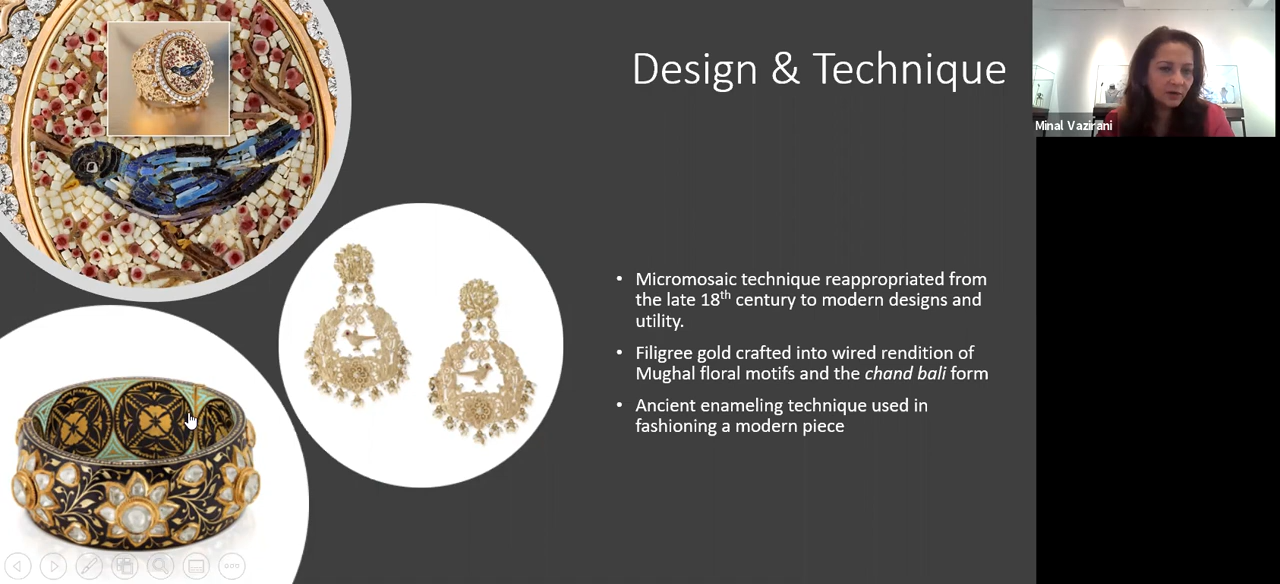 Design & Technique
Minal Vazirani
• Micromosaic technique reappropriated from
the late 18th century to modern designs and
utility.
• Filigree gold crafted into wired rendition of
Mughal floral motifs and the chand bali form
• Ancient enameling technique used in
fashioning a modern piece